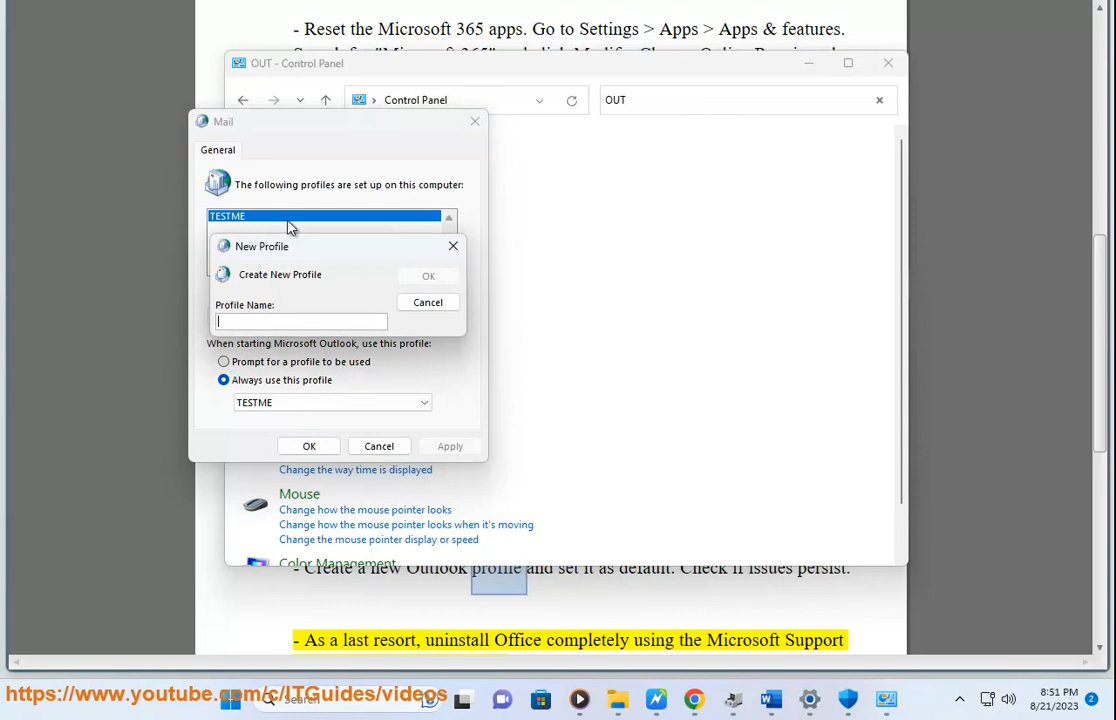 - Reset the Microsoft 365 apps. Go to Settings > Apps > Apps & features.
OUT - Control Panel
Control Panel
OUT
Mail
General
The following profiles are set up on this computer:
TESTME
New Profile
Create New Profile
OK
Cancel
Profile Name:
When starting Microsoft Outlook, use this profile:
Prompt for a profile to be used
Always use this profile
TESTME
OK
Cancel
Apply
Change the way time is displayed
Mouse
Change how the mouse pointer looks
Change how the mouse pointer looks when it's moving
Change the mouse pointer display or speed
Color Management
- Create a new Outlook profile and set it as default. Check if issues persist.
- As a last resort, uninstall Office completely using the Microsoft Support
https://www.youtube.com/c/ITGuides/videos
Search
8:51 PM
8/21/2023
2